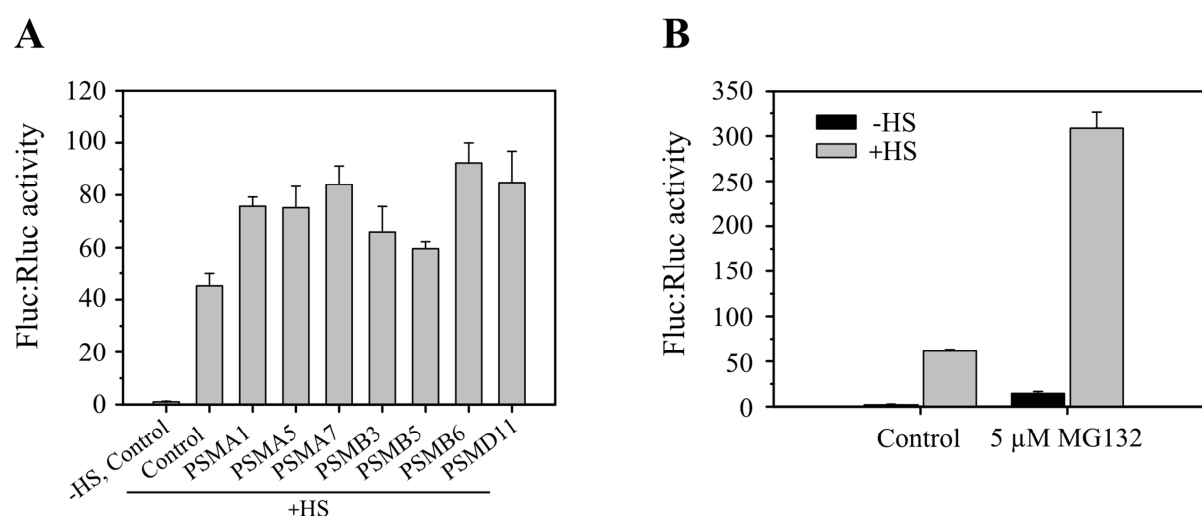 A
B
Fluc:Rluc activity
120
100
80
60
40
20
0
-HS, Control
Control
PSMA1
PSMA5
PSMA7
PSMB3
PSMB5
PSMB6
PSMD11
+HS
Fluc:Rluc activity
350
300
250
200
150
100
50
0
-HS
+HS
Control
5 µM MG132